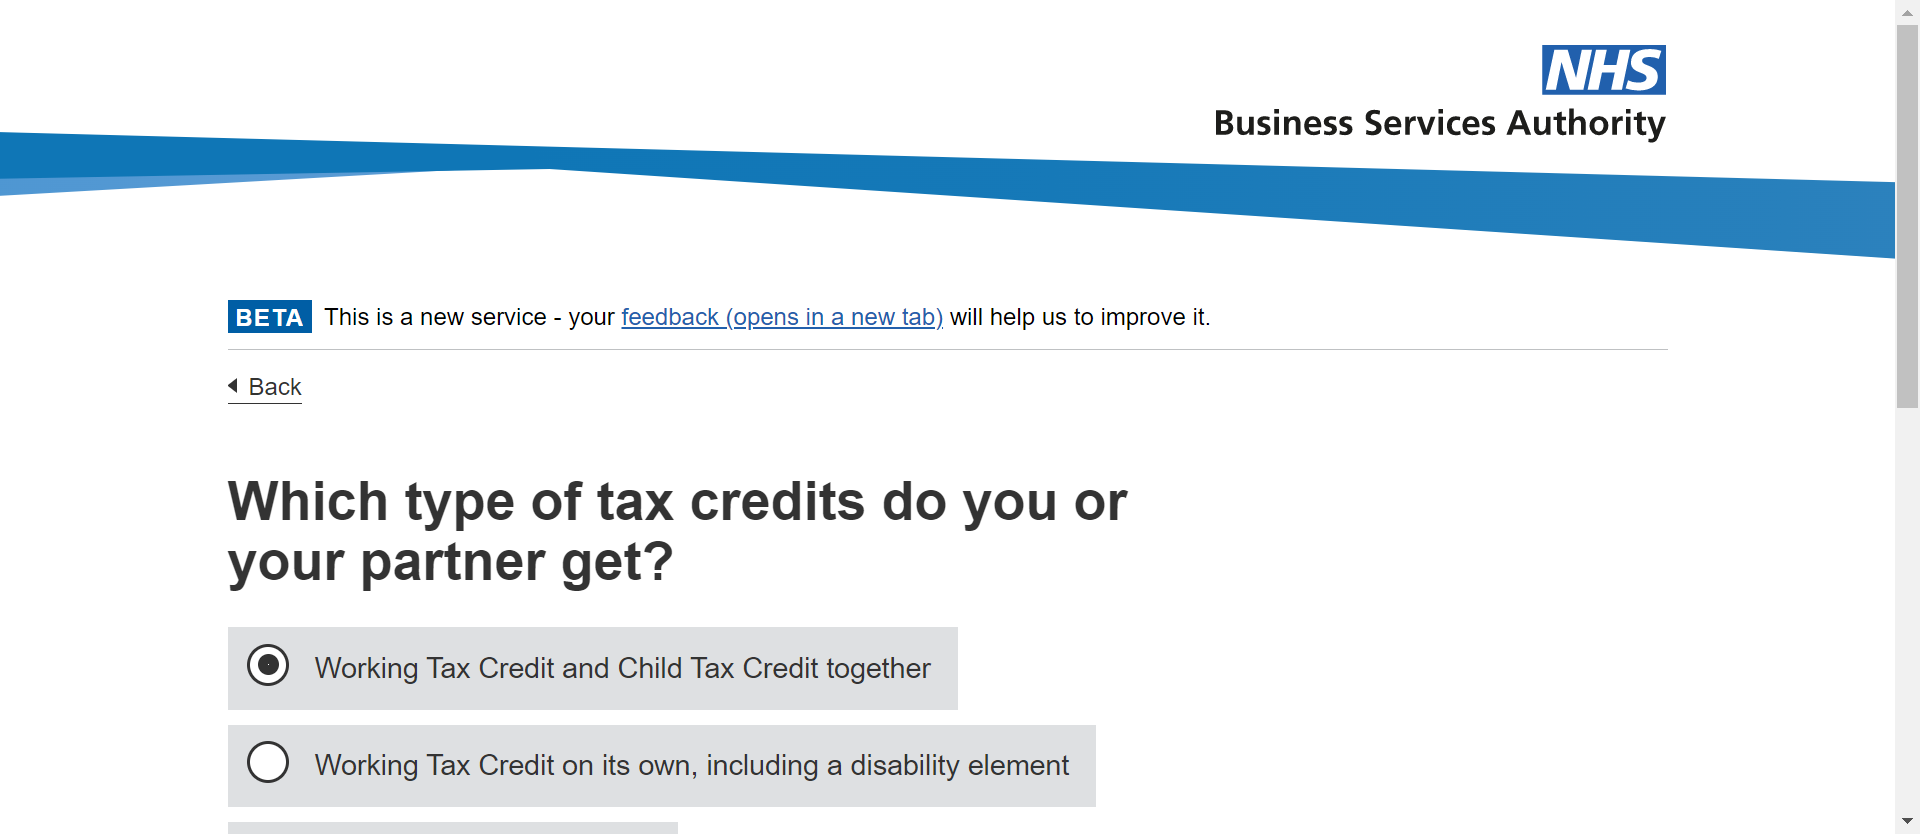 NHS
Business Services Authority
BETA This is a new service - your feedback (opens in a new tab) will help us to improve it.
Back
Which type of tax credits do you or
your partner get?
Working Tax Credit and Child Tax Credit together
Working Tax Credit on its own, including a disability element